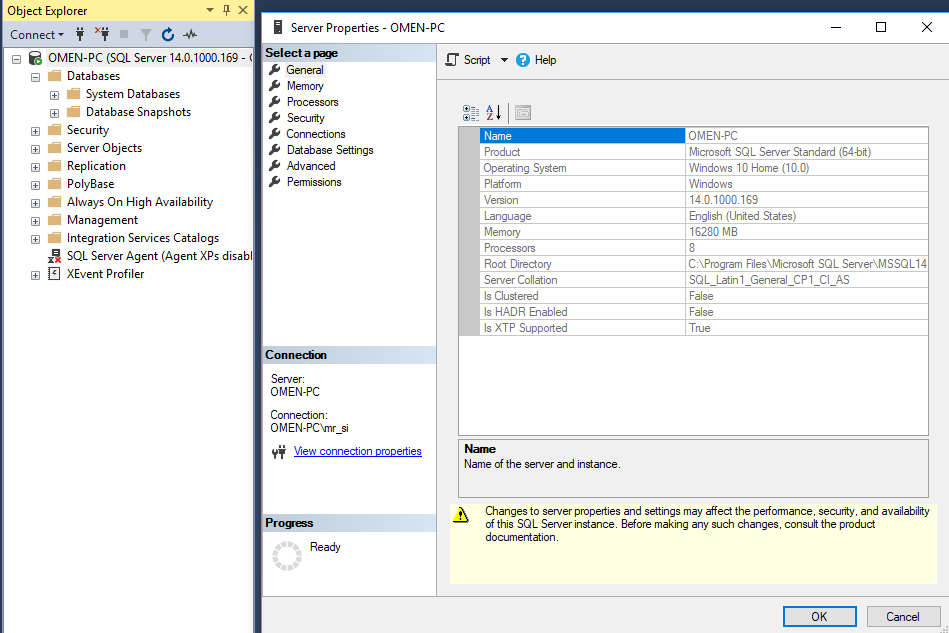 Object Explorer
Connect
OMEN-PC (SQL Server 14.0.1000.169 -
Databases
System Databases
Database Snapshots
Security
Server Objects
Replication
PolyBase
Always On High Availability
Management
Integration Services Catalogs
SQL Server Agent (Agent XPs disabl
XEvent Profiler
Server Properties - OMEN-PC
Select a page
General
Memory
Processors
Security
Connections
Database Settings
Advanced
Permissions
Connection
Server:
OMEN-PC
Connection:
OMEN-PC\mr_si
View connection properties
Progress
Ready
Script Help
Name OMEN-PC
Product Microsoft SQL Server Standard (64-bit)
Operating System Windows 10 Home (10.0)
Platform Windows
Version 14.0.1000.169
Language English (United States)
Memory 16280 MB
Processors 8
Root Directory C:\Program Files\Microsoft SQL Server\MSSQL14
Server Collation SQL_Latin1_General_CP1_CI_AS
Is Clustered False
Is HADR Enabled False
Is XTP Supported True
Name
Name of the server and instance.
Changes to server properties and settings may affect the performance, security, and availability
of this SQL Server instance. Before making any such changes, consult the product
documentation.
OK Cancel